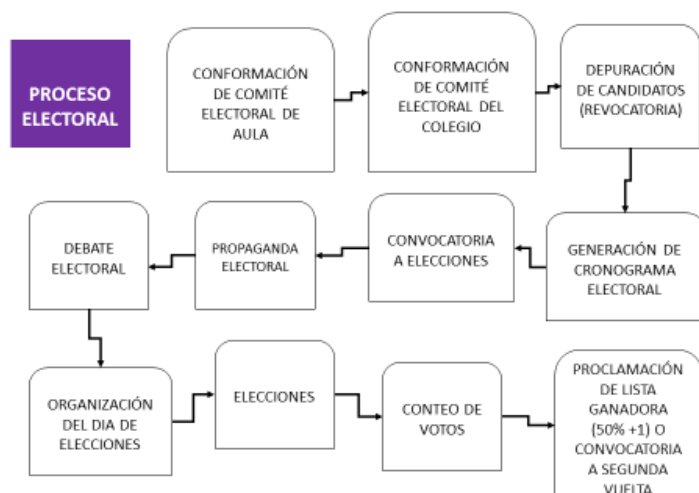 PROCESO
ELECTORAL
CONFORMACIÓN
DE COMITÉ
ELECTORAL DE
AULA
CONFORMACIÓN
DE COMITÉ
ELECTORAL DEL
COLEGIO
DEPURACIÓN
DE CANDIDATOS
(REVOCATORIA)
GENERACIÓN DE
CRONOGRAMA
ELECTORAL
CONVOCATORIA
A ELECCIONES
PROPAGANDA
ELECTORAL
DEBATE
ELECTORAL
ORGANIZACIÓN
DEL DIA DE
ELECCIONES
ELECCIONES
CONTEO DE
VOTOS
PROCLAMACIÓN
DE LISTA
GANADORA
(50% +1) O
CONVOCATORIA
A SEGUNDA
VUELTA